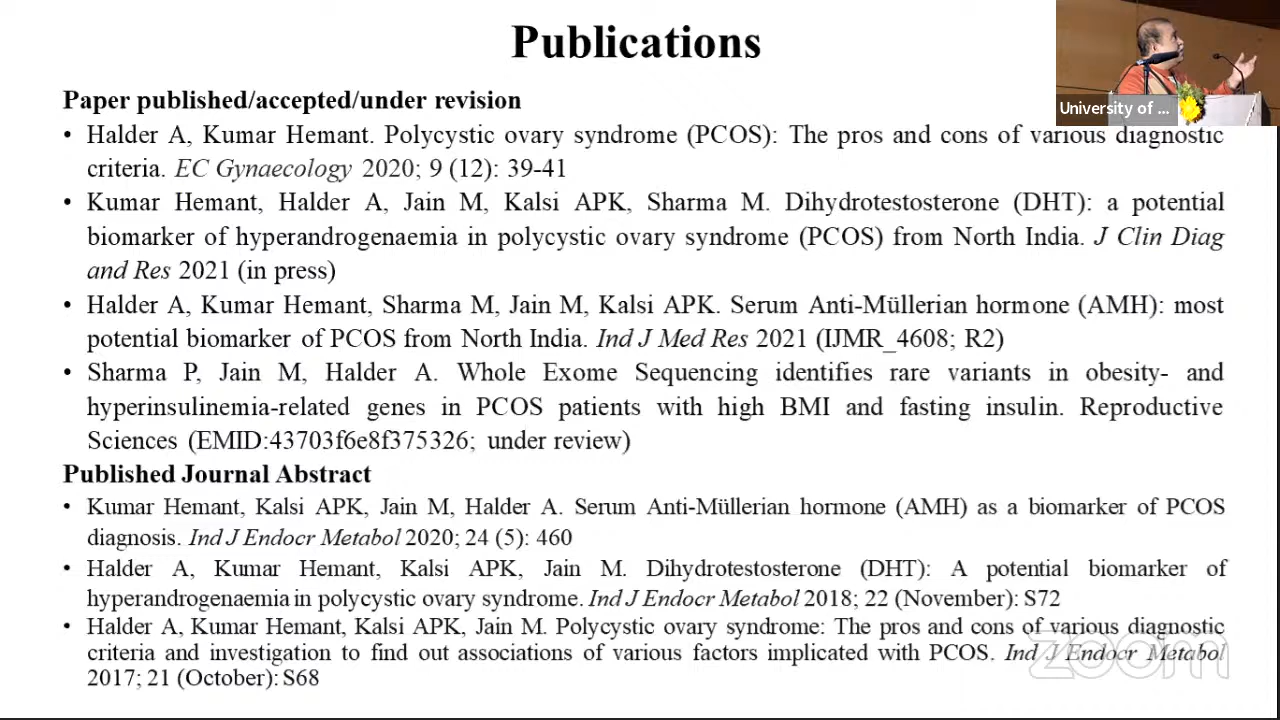 Publications
University of ...
Paper published/accepted/under revision
• Halder A, Kumar Hemant. Polycystic ovary syndrome (PCOS): The pros and cons of various diagnostic
criteria. EC Gynaecology 2020; 9 (12): 39-41
• Kumar Hemant, Halder A, Jain M, Kalsi APK, Sharma M. Dihydrotestosterone (DHT): a potential
biomarker of hyperandrogenaemia in polycystic ovary syndrome (PCOS) from North India. J Clin Diag
and Res 2021 (in press)
• Halder A, Kumar Hemant, Sharma M, Jain M, Kalsi APK. Serum Anti-Müllerian hormone (AMH): most
potential biomarker of PCOS from North India. Ind J Med Res 2021 (IJMR_4608; R2)
• Sharma P, Jain M, Halder A. Whole Exome Sequencing identifies rare variants in obesity- and
hyperinsulinemia-related genes in PCOS patients with high BMI and fasting insulin. Reproductive
Sciences (EMID:43703f6e8f375326; under review)
Published Journal Abstract
• Kumar Hemant, Kalsi APK, Jain M, Halder A. Serum Anti-Müllerian hormone (AMH) as a biomarker of PCOS
diagnosis. Ind J Endocr Metabol 2020; 24 (5): 460
• Halder A, Kumar Hemant, Kalsi APK, Jain M. Dihydrotestosterone (DHT): A potential biomarker of
hyperandrogenaemia in polycystic ovary syndrome. Ind J Endocr Metabol 2018; 22 (November): S72
• Halder A, Kumar Hemant, Kalsi APK, Jain M. Polycystic ovary syndrome: The pros and cons of various diagnostic
criteria and investigation to find out associations of various factors implicated with PCOS. Ind J Endocr Metabol
2017; 21 (October): S68
zoom